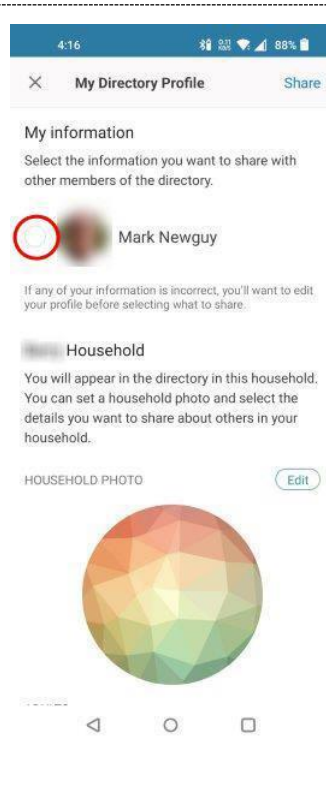 4:16 88%
My Directory Profile Share
My information
Select the information you want to share with
other members of the directory.
Mark Newguy
If any of your information is incorrect, you'll want to edit
your profile before selecting what to share.
Household
You will appear in the directory in this household.
You can set a household photo and select the
details you want to share about others in your
household.
HOUSEHOLD PHOTO Edit